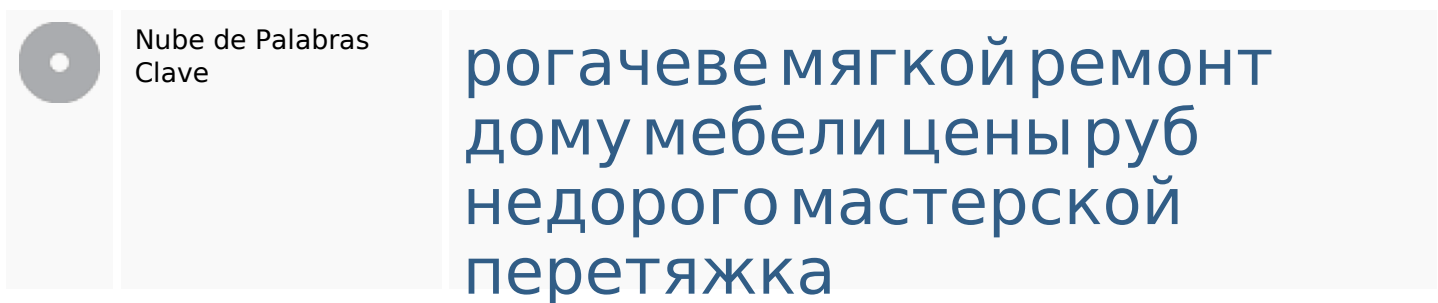 Nube de Palabras
Clave
рогачеве мягкой ремонт
дому мебели цены руб
недорого мастерской
перетяжка